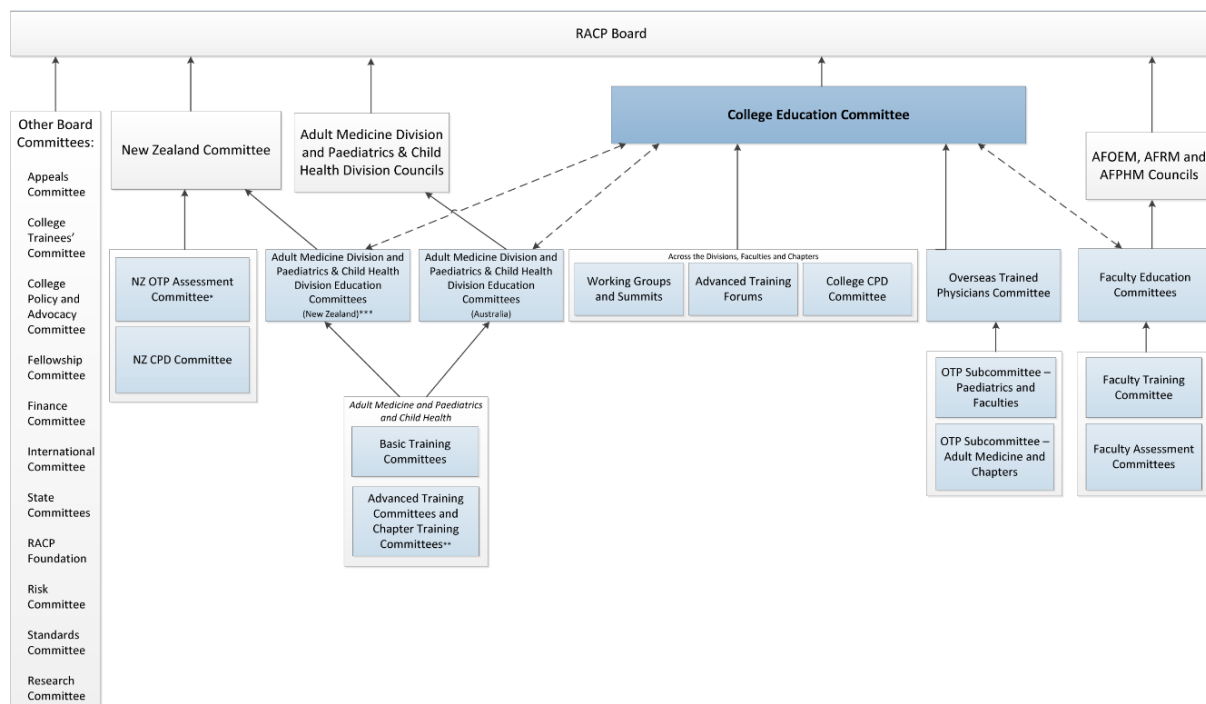 RACP Board
Other Board
Committees:
Appeals
Committee
College
Trainees’
Committee
College
Policy and
Advocacy
Committee
Fellowship
Committee
Finance
Committee
International
Committee
State
Committees
RACP
Foundation
Risk
Committee
Standards
Committee
Research
Committee
New Zealand Committee
Adult Medicine Division
and Paediatrics & Child
Health Division Councils
College Education Committee
AFOEM, AFRM and
AFPHM Councils
NZ OTP Assessment
Committee*
NZ CPD Committee
Adult Medicine Division and
Paediatrics & Child Health
Division Education
Committees
(New Zealand)***
Adult Medicine Division and
Paediatrics & Child Health
Division Education
Committees
(Australia)
Across the Divisions, Faculties and Chapters
Working Groups
and Summits
Advanced Training
Forums
College CPD
Committee
Overseas Trained
Physicians Committee
Faculty Education
Committees
Adult Medicine and Paediatrics
and Child Health
Basic Training
Committees
Advanced Training
Committees and
Chapter Training
Committees**
OTP Subcommittee –
Paediatrics and
Faculties
OTP Subcommittee –
Adult Medicine and
Chapters
Faculty Training
Committee
Faculty Assessment
Committees